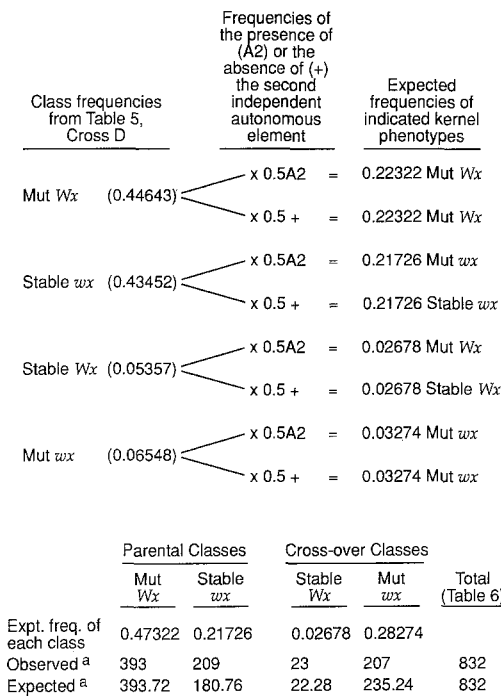 Frequencies of
the presence of
(A2) or the
absence of (+)
the second
independent
autonomous
element
Class frequencies
from Table 5,
Cross D
Expected
frequencies of
indicated kernel
phenotypes
Mut Wx (0.44643)
x 0.5A2 = 0.22322 Mut Wx
x 0.5 + = 0.22322 Mut Wx
Stable wx (0.43452)
x 0.5A2 = 0.21726 Mut wx
x 0.5 + = 0.21726 Stable wx
Stable Wx (0.05357)
x 0.5A2 = 0.02678 Mut Wx
x 0.5 + = 0.02678 Stable Wx
Mut wx (0.06548)
x 0.5A2 = 0.03274 Mut wx
x 0.5 + = 0.03274 Mut wx
Parental Classes Cross-over Classes
Mut Stable Stable Mut Total
Wx wx Wx wx (Table 6)
Expt. freq. of
each class 0.47322 0.21726 0.02678 0.28274
Observed a 393 209 23 207 832
Expected a 393.72 180.76 22.28 235.24 832